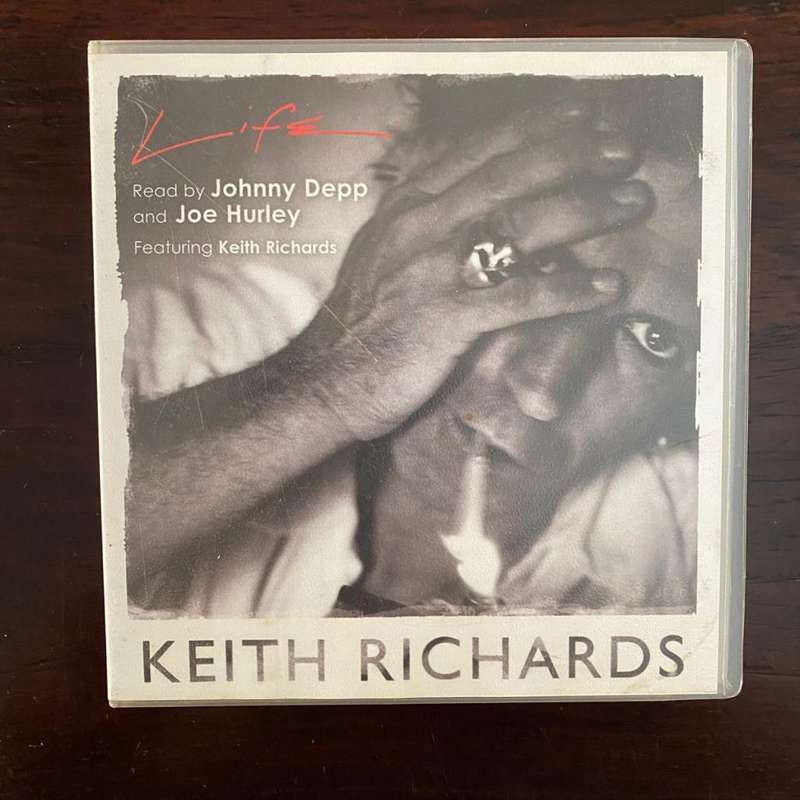 Life
Read by Johnny Depp
and Joe Hurley
Featuring Keith Richards
KEITH RICHARDS